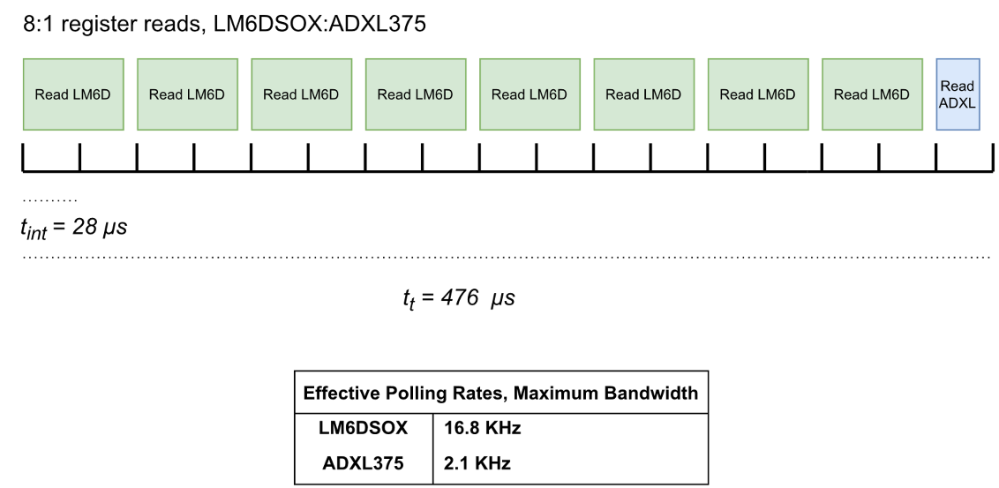 8:1 register reads, LM6DSOX:ADXL375
Read LM6D Read LM6D Read LM6D Read LM6D Read LM6D Read LM6D Read LM6D Read LM6D Read
ADXL
t_int = 28 μs
t_t = 476 μs
Effective Polling Rates, Maximum Bandwidth
LM6DSOX 16.8 KHz
ADXL375 2.1 KHz